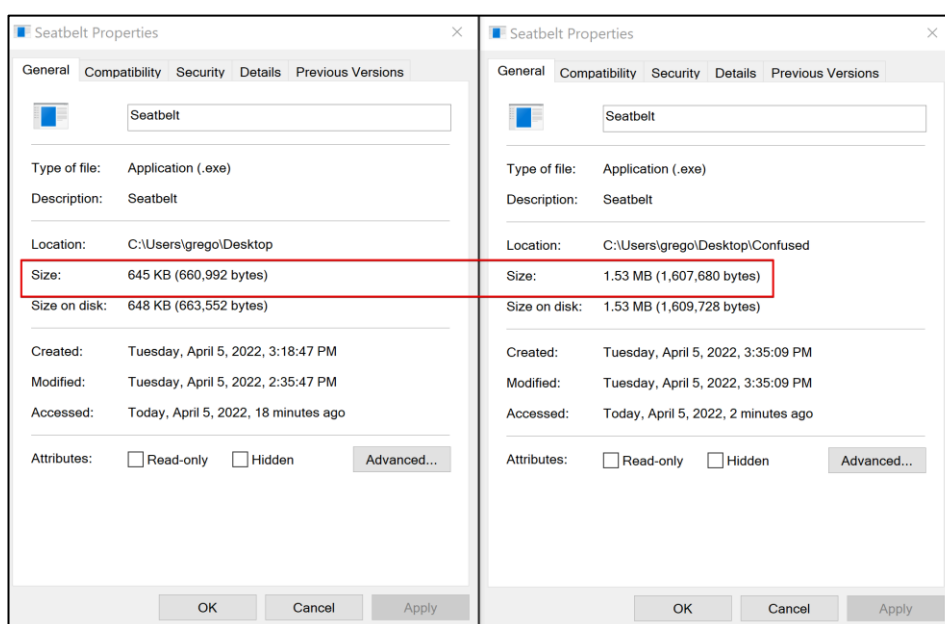 Seatbelt Properties
General Compatibility Security Details Previous Versions
Seatbelt
Type of file: Application (.exe)
Description: Seatbelt
Location: C:\Users\grego\Desktop
Size: 645 KB (660,992 bytes)
Size on disk: 648 KB (663,552 bytes)
Created: Tuesday, April 5, 2022, 3:18:47 PM
Modified: Tuesday, April 5, 2022, 2:35:47 PM
Accessed: Today, April 5, 2022, 18 minutes ago
Attributes: Read-only Hidden Advanced...
OK Cancel Apply
Seatbelt Properties
General Compatibility Security Details Previous Versions
Seatbelt
Type of file: Application (.exe)
Description: Seatbelt
Location: C:\Users\grego\Desktop\Confused
Size: 1.53 MB (1,607,680 bytes)
Size on disk: 1.53 MB (1,609,728 bytes)
Created: Tuesday, April 5, 2022, 3:35:09 PM
Modified: Tuesday, April 5, 2022, 3:35:09 PM
Accessed: Today, April 5, 2022, 2 minutes ago
Attributes: Read-only Hidden Advanced...
OK Cancel Apply